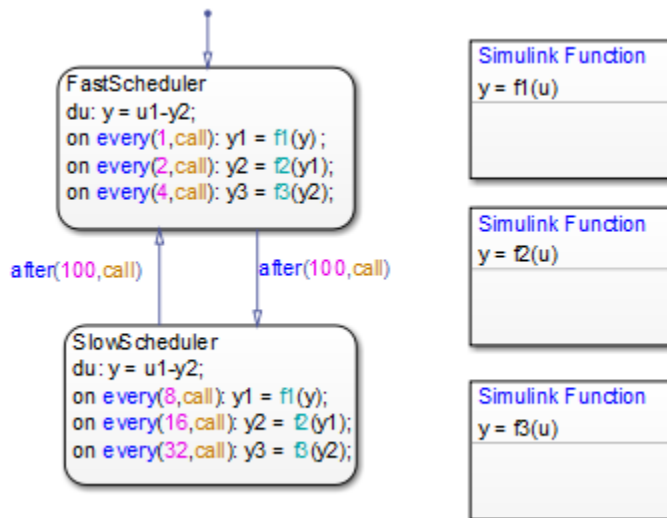 FastScheduler
du: y = u1-y2;
on every(1,call): y1 = f1(y) ;
on every(2,call): y2 = f2(y1);
on every(4,call): y3 = f3(y2);
after(100,call)
after(100,call)
SlowScheduler
du: y = u1-y2;
on every(8,call): y1 = f1(y);
on every(16,call): y2 = f2(y1);
on every(32,call): y3 = f3(y2);
Simulink Function
y = f1(u)
Simulink Function
y = f2(u)
Simulink Function
y = f3(u)